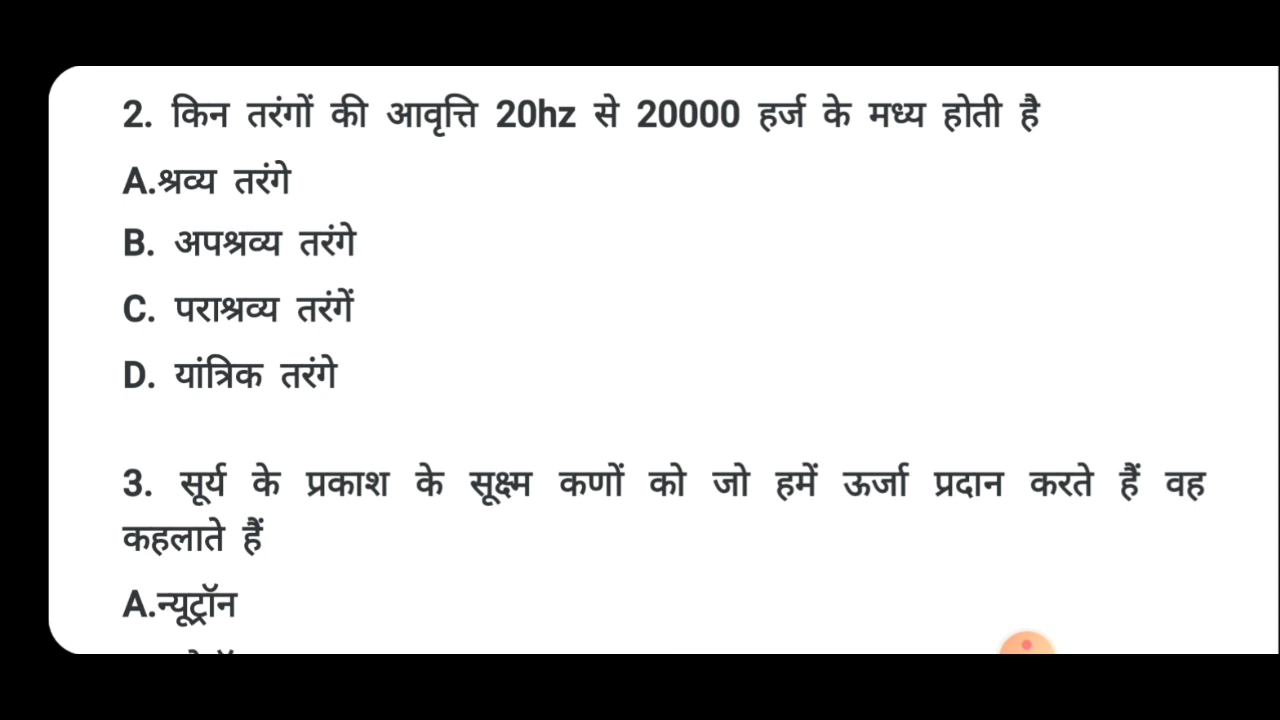 2. किन तरंगों की आवृत्ति 20hz से 20000 हर्ज के मध्य होती है
A.श्रव्य तरंगे
B. अपश्रव्य तरंगे
C. पराश्रव्य तरंगें
D. यांत्रिक तरंगे
3. सूर्य के प्रकाश के सूक्ष्म कणों को जो हमें ऊर्जा प्रदान करते हैं वह
कहलाते हैं
A.न्यूट्रॉन